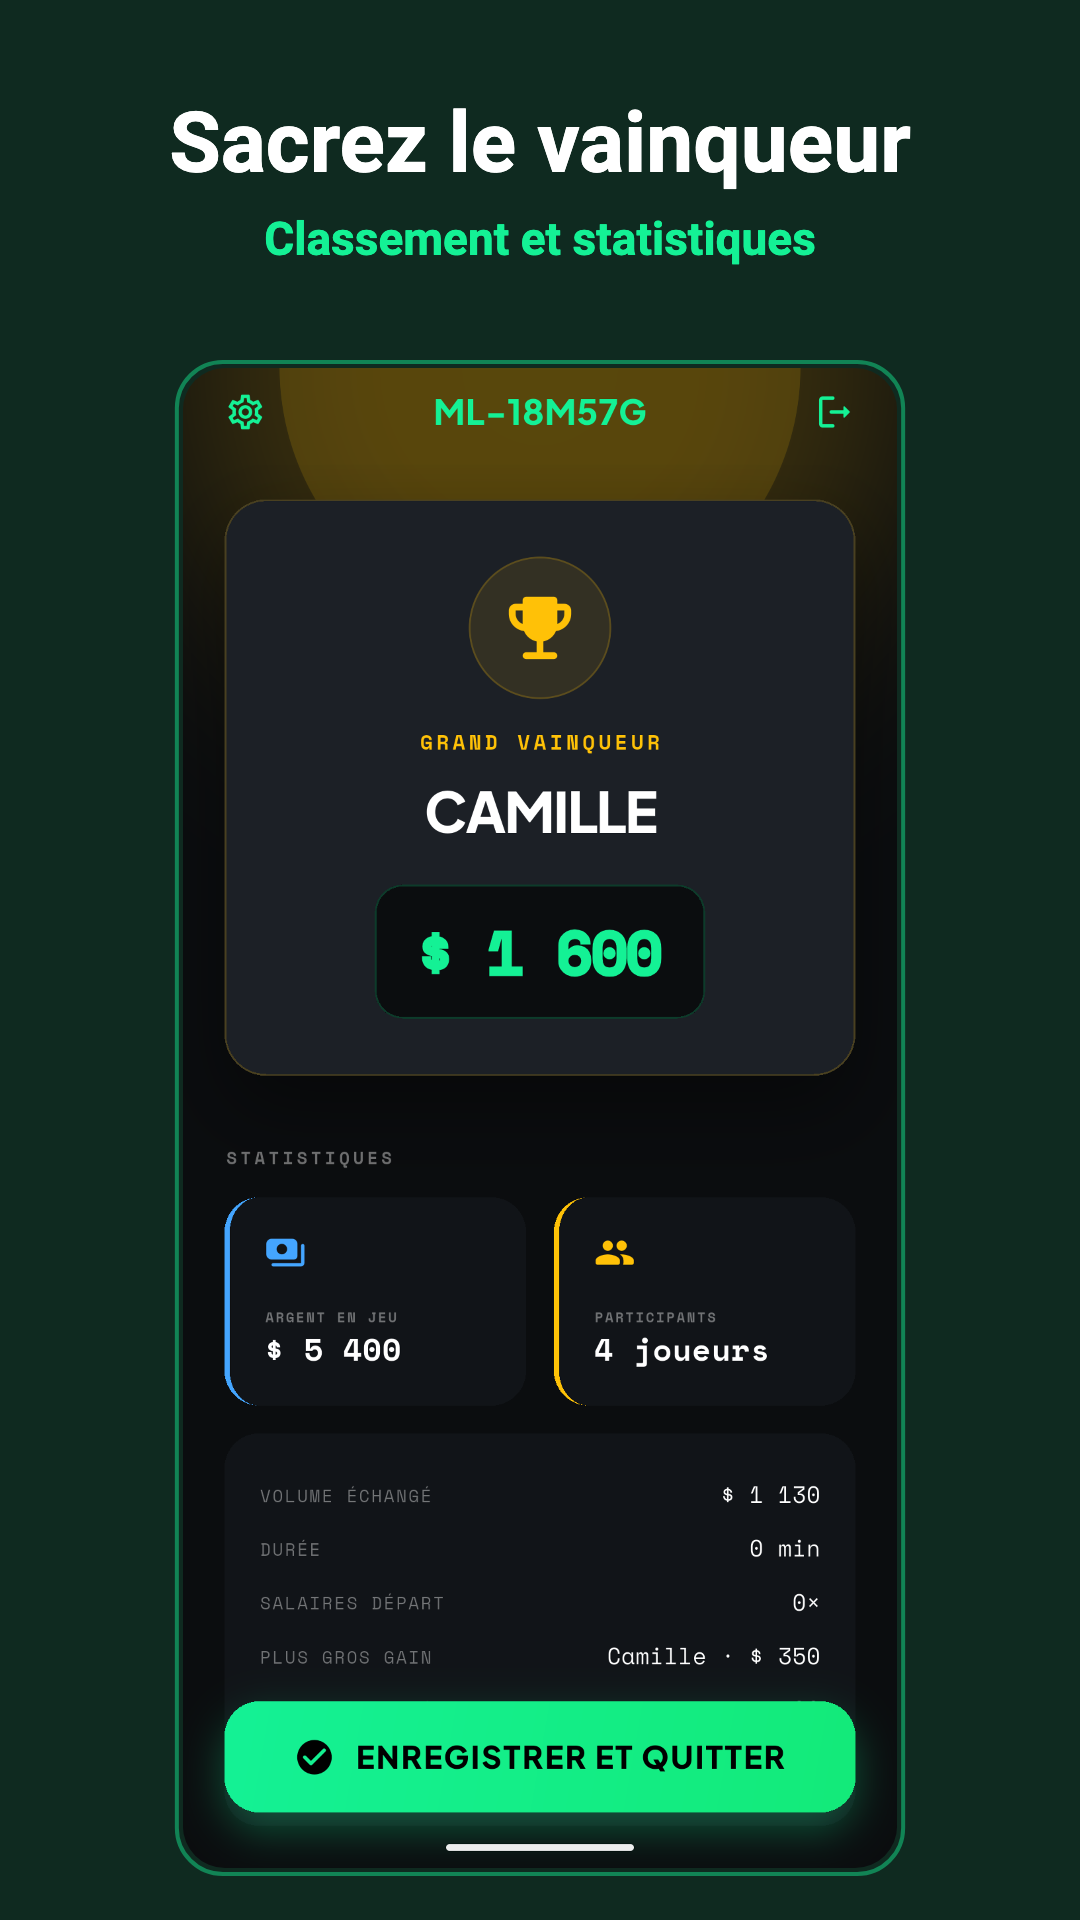 Sacrez le vainqueur
Classement et statistiques
ML-18M57G
GRAND VAINQUEUR
CAMILLE
$ 1 600
STATISTIQUES
ARGENT EN JEU
$ 5 400
PARTICIPANTS
4 joueurs
VOLUME ÉCHANGÉ $ 1 130
DURÉE 0 min
SALAIRES DÉPART 0×
PLUS GROS GAIN Camille · $ 350
ENREGISTRER ET QUITTER